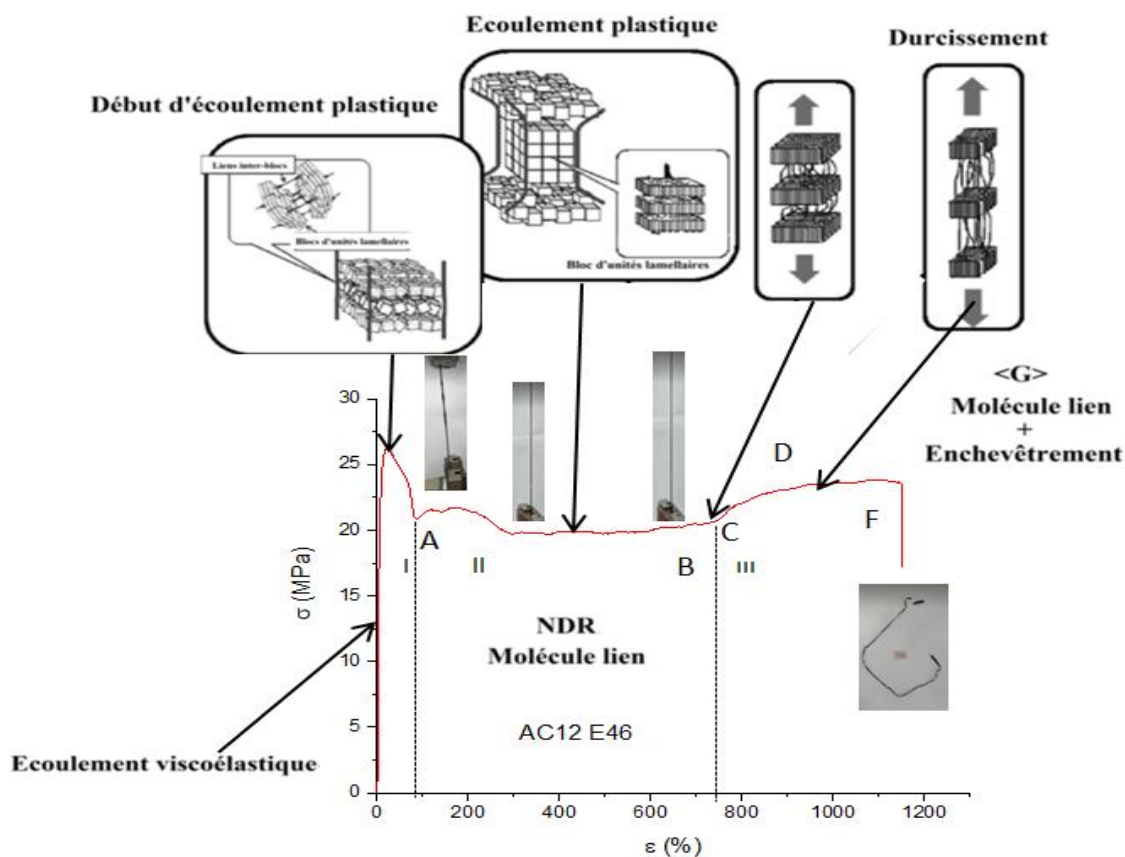 Ecoulement plastique
Durcissement
Début d'écoulement plastique
Liens inter-blocs
Blocs d'unités lamellaires
Bloc d'unités lamellaires
<G>
Molécule lien
+
Enchevêtrement
30
25
20
15
10
5
0
σ (MPa)
A
B
C
D
F
I
II
III
NDR
Molécule lien
AC12 E46
Ecoulement viscoélastique
0
200
400
600
800
1000
1200
ε (%)